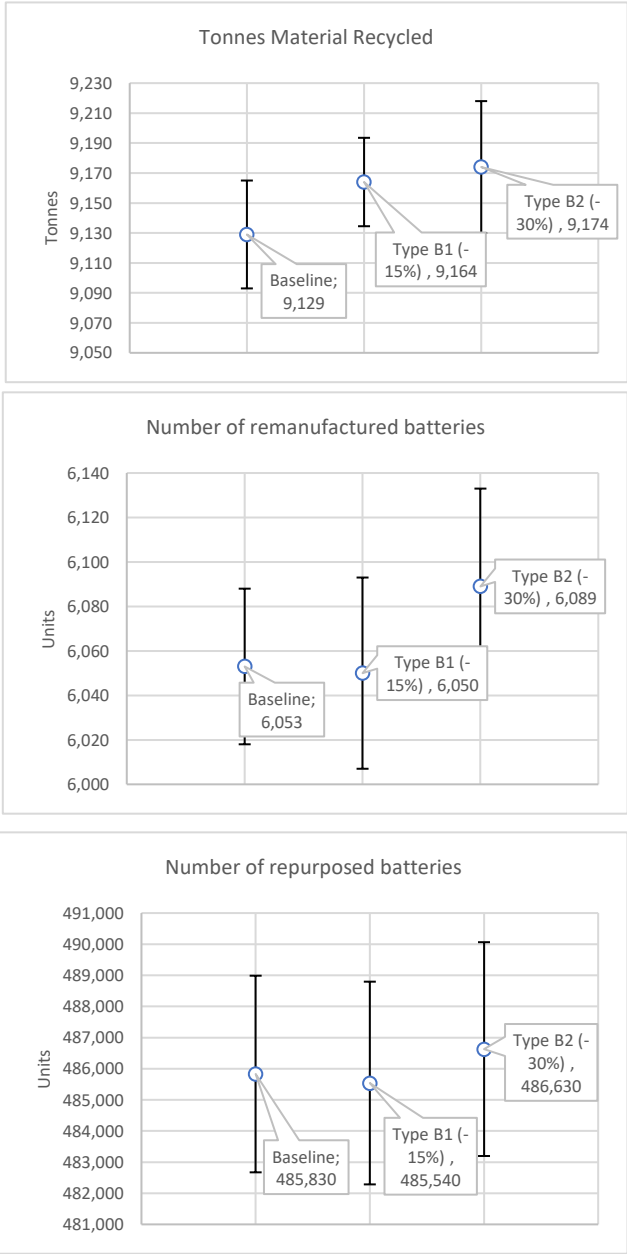 Tonnes Material Recycled
9,230
9,210
9,190
9,170
9,150
9,130
9,110
9,090
9,070
9,050
Tonnes
Baseline;
9,129
Type B1 (-
15%) , 9,164
Type B2 (-
30%) , 9,174
Number of remanufactured batteries
6,140
6,120
6,100
6,080
6,060
6,040
6,020
6,000
Units
Baseline;
6,053
Type B1 (-
15%) , 6,050
Type B2 (-
30%) , 6,089
Number of repurposed batteries
491,000
490,000
489,000
488,000
487,000
486,000
485,000
484,000
483,000
482,000
481,000
Units
Baseline;
485,830
Type B1 (-
15%) ,
485,540
Type B2 (-
30%) ,
486,630